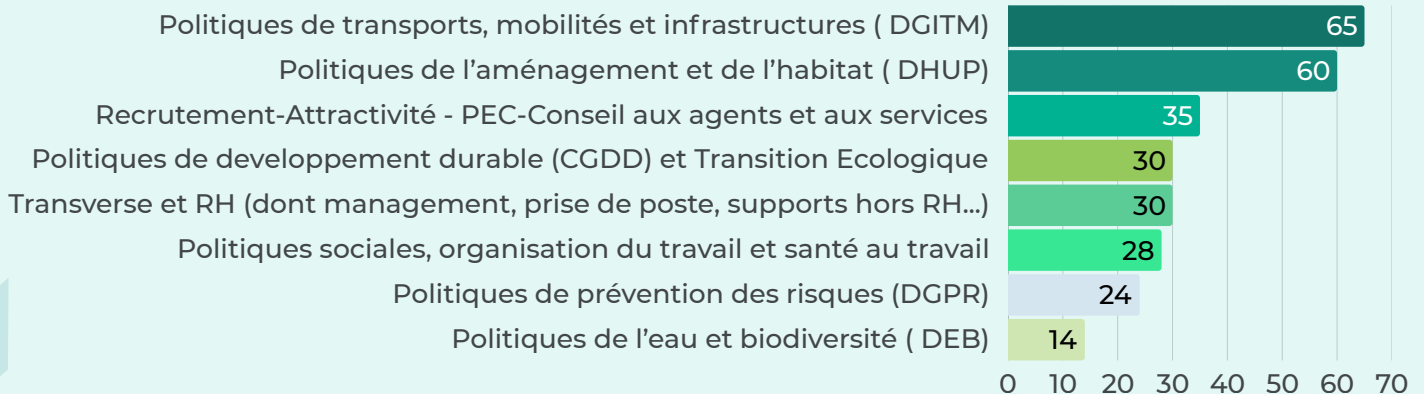 Politiques de transports, mobilités et infrastructures ( DGITM) 65
Politiques de l'aménagement et de l'habitat ( DHUP) 60
Recrutement-Attractivité - PEC-Conseil aux agents et aux services 35
Politiques de developpement durable (CGDD) et Transition Ecologique 30
Transverse et RH (dont management, prise de poste, supports hors RH...) 30
Politiques sociales, organisation du travail et santé au travail 28
Politiques de prévention des risques (DGPR) 24
Politiques de l'eau et biodiversité ( DEB) 14
0 10 20 30 40 50 60 70